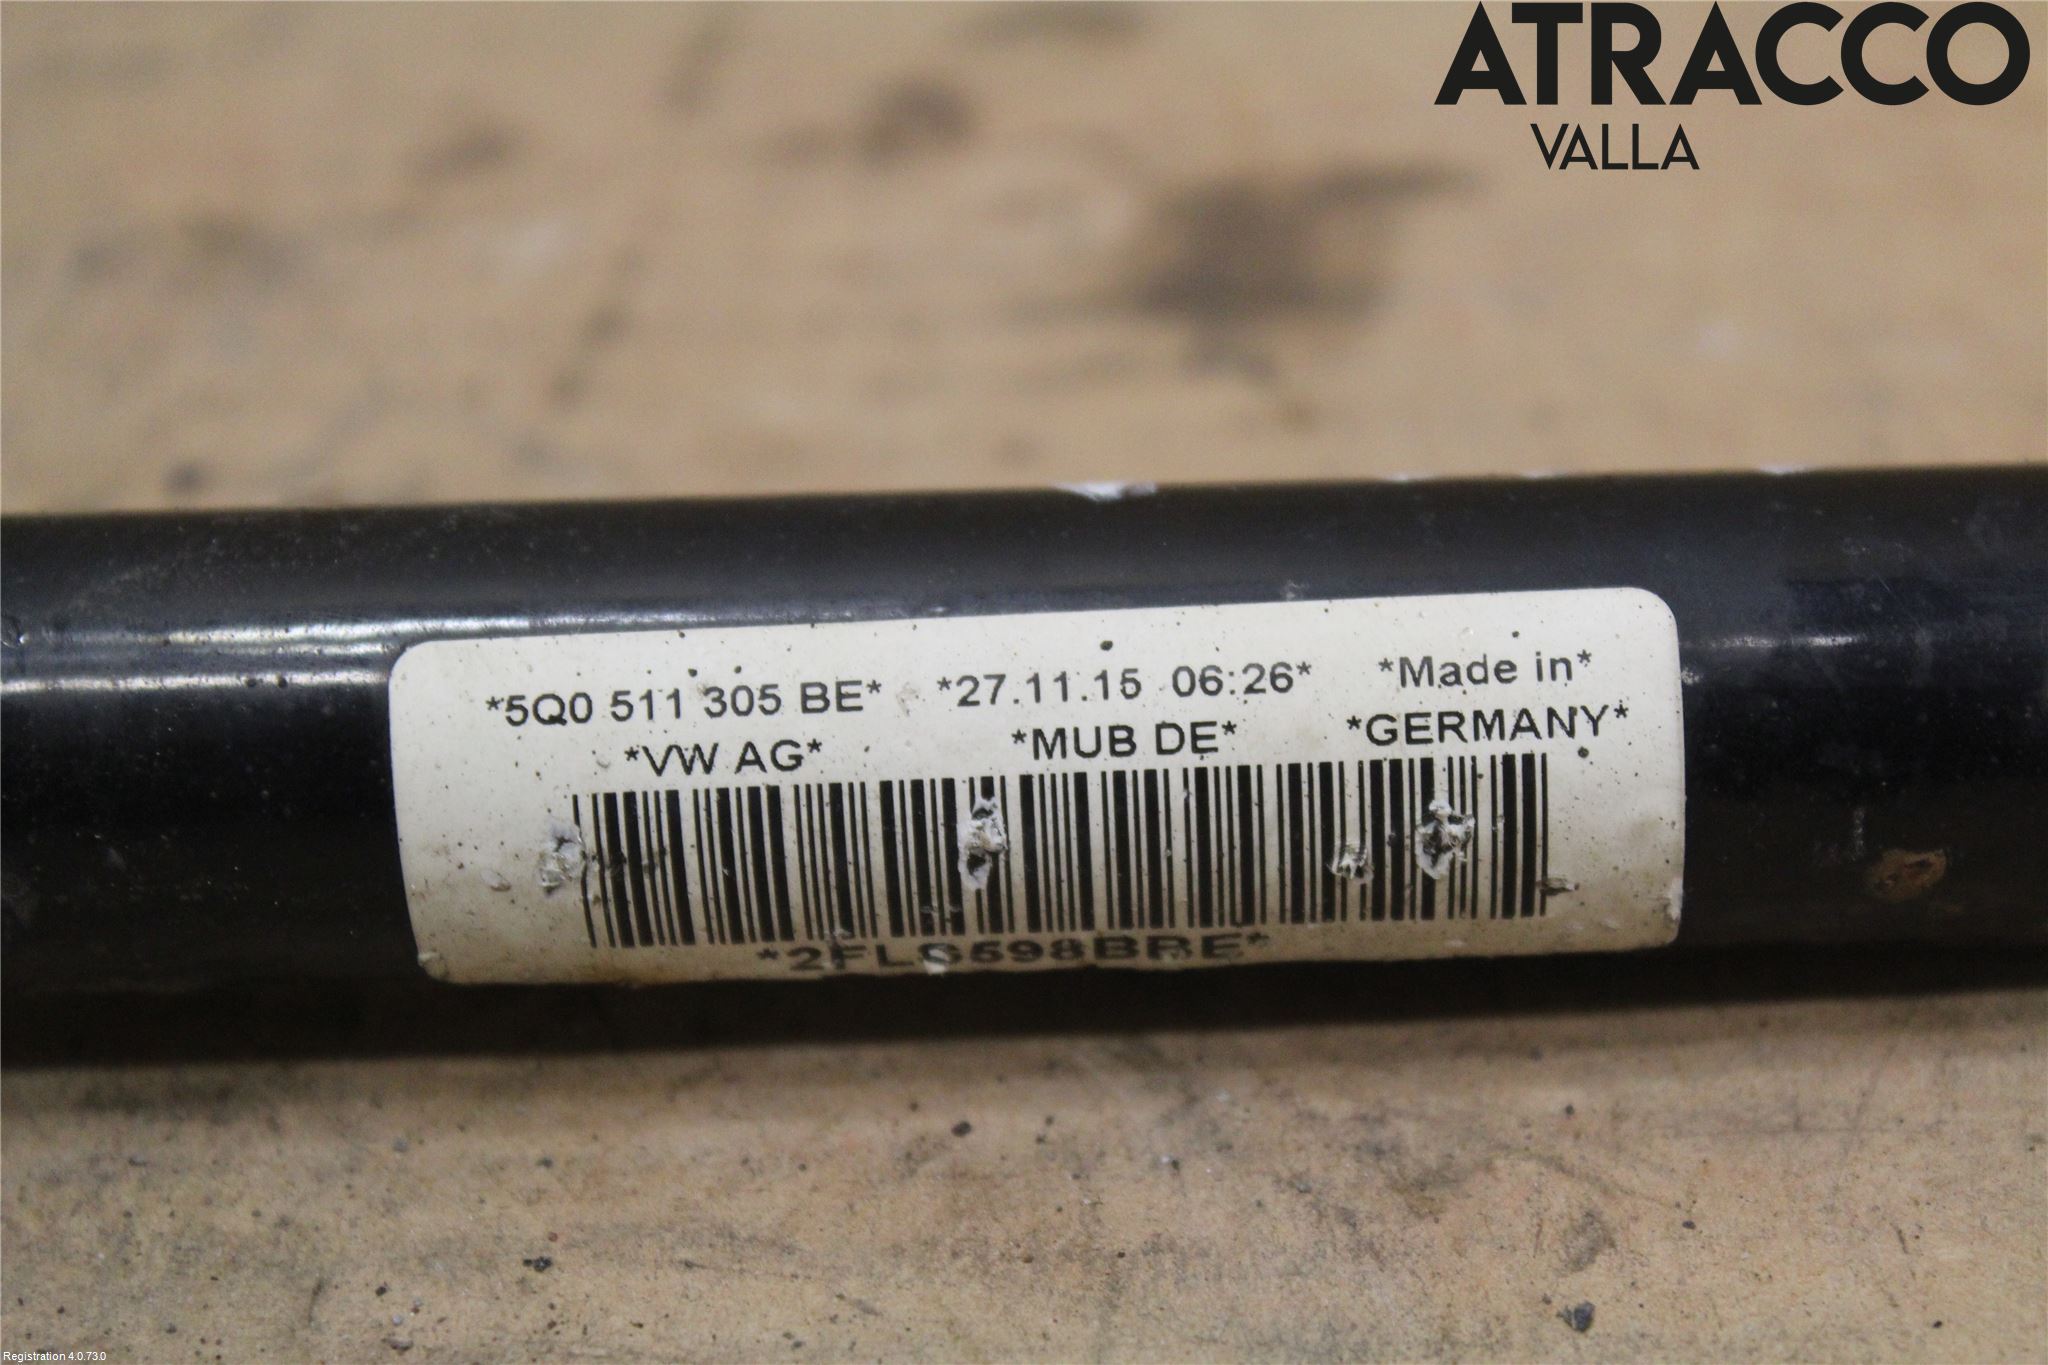 ATRACCO
VALLA
*5Q0 511 305 BE* *27.11.15 06:26* *Made in*
*VW AG* *MUB DE* *GERMANY*
Registration 4.0.73.0